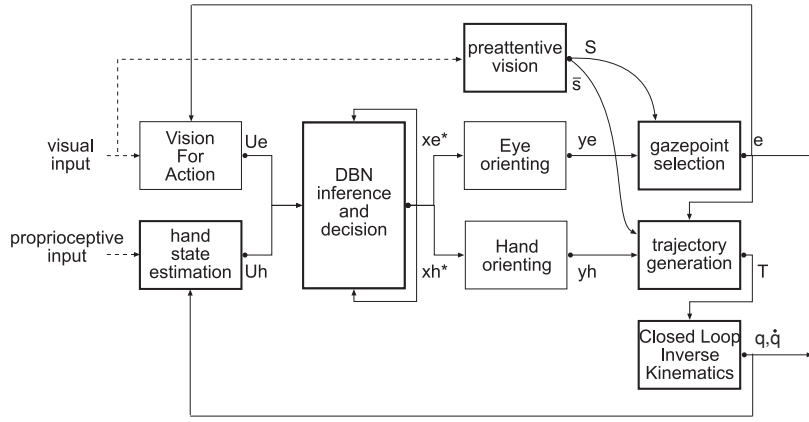 preattentive
vision
S
s̄
visual
input
Vision
For
Action
Ue
DBN
inference
and
decision
xe*
Eye
orienting
ye
gazepoint
selection
e
proprioceptive
input
hand
state
estimation
Uh
xh*
Hand
orienting
yh
trajectory
generation
T
Closed Loop
Inverse
Kinematics
q,q̇